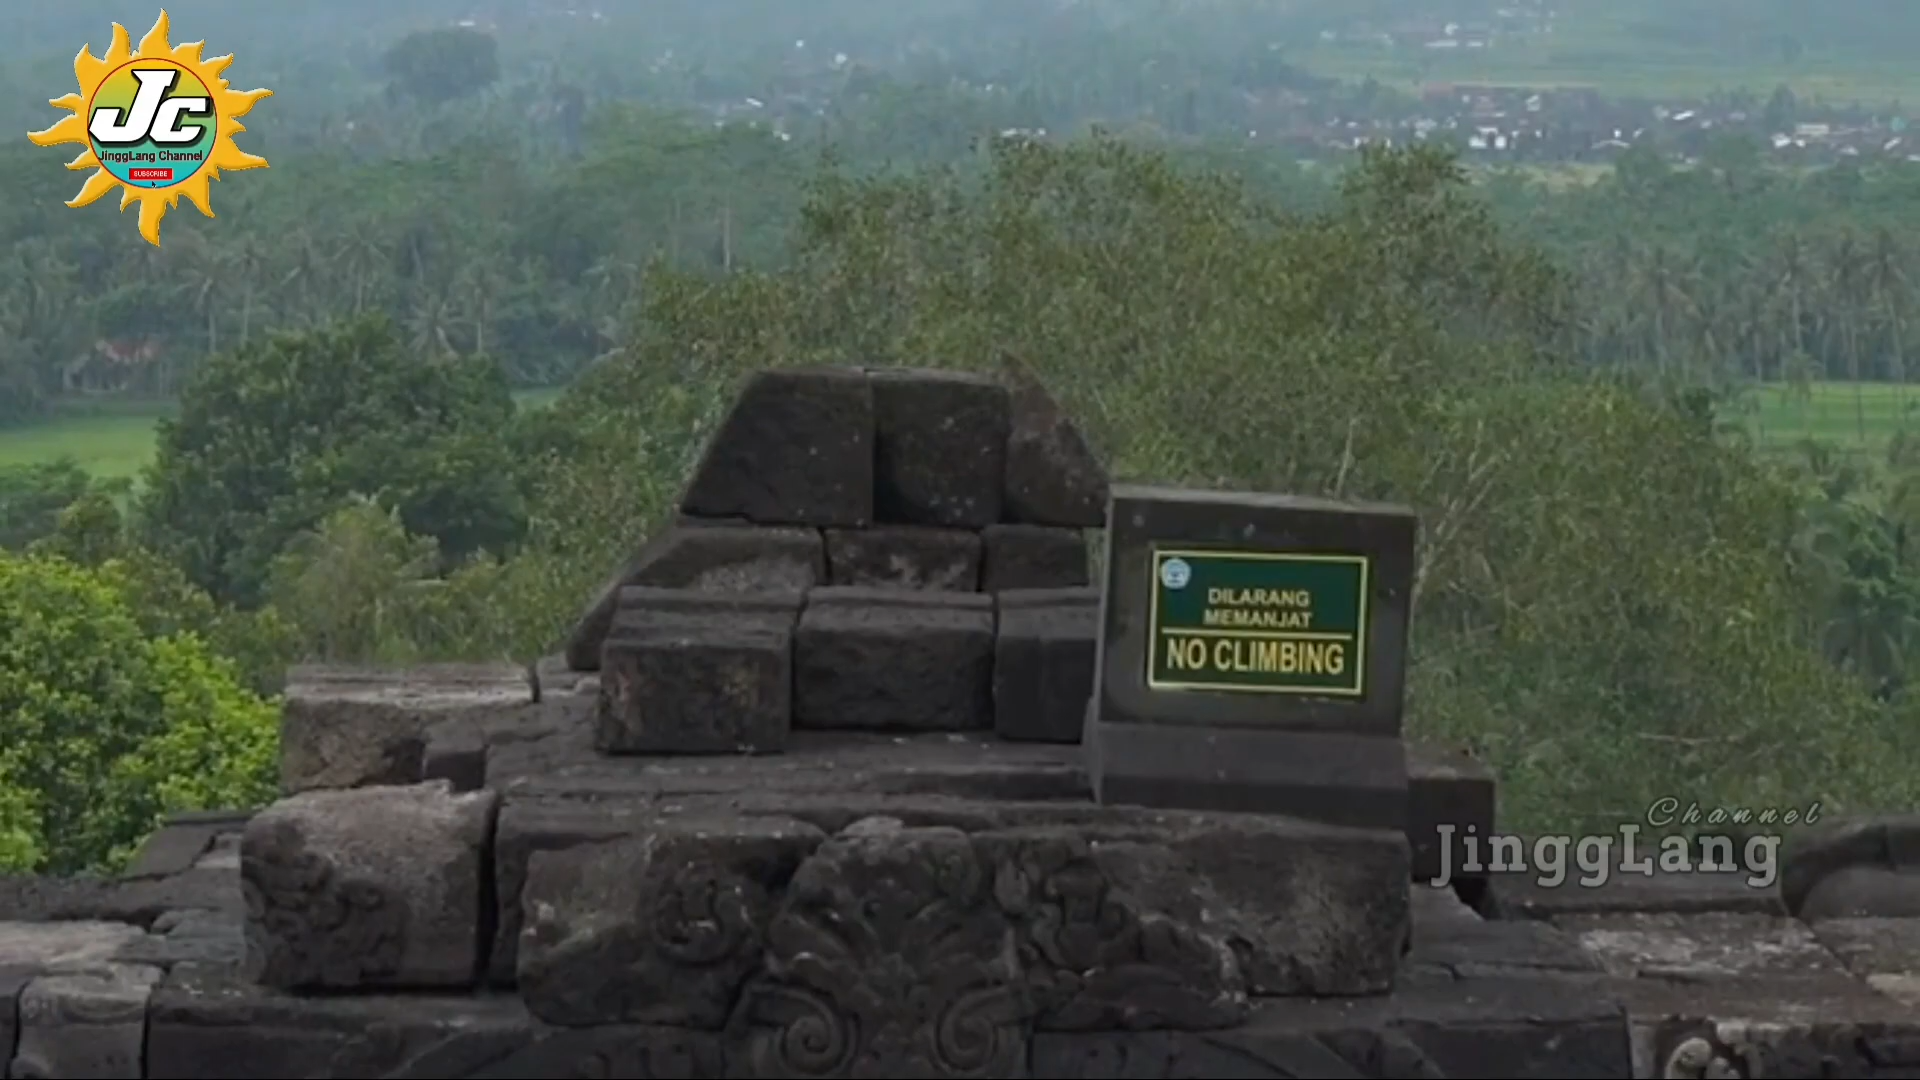 JC
JinggLang Channel
SUBSCRIBE
DILARANG
MEMANJAT
NO CLIMBING
Channel
JinggLang